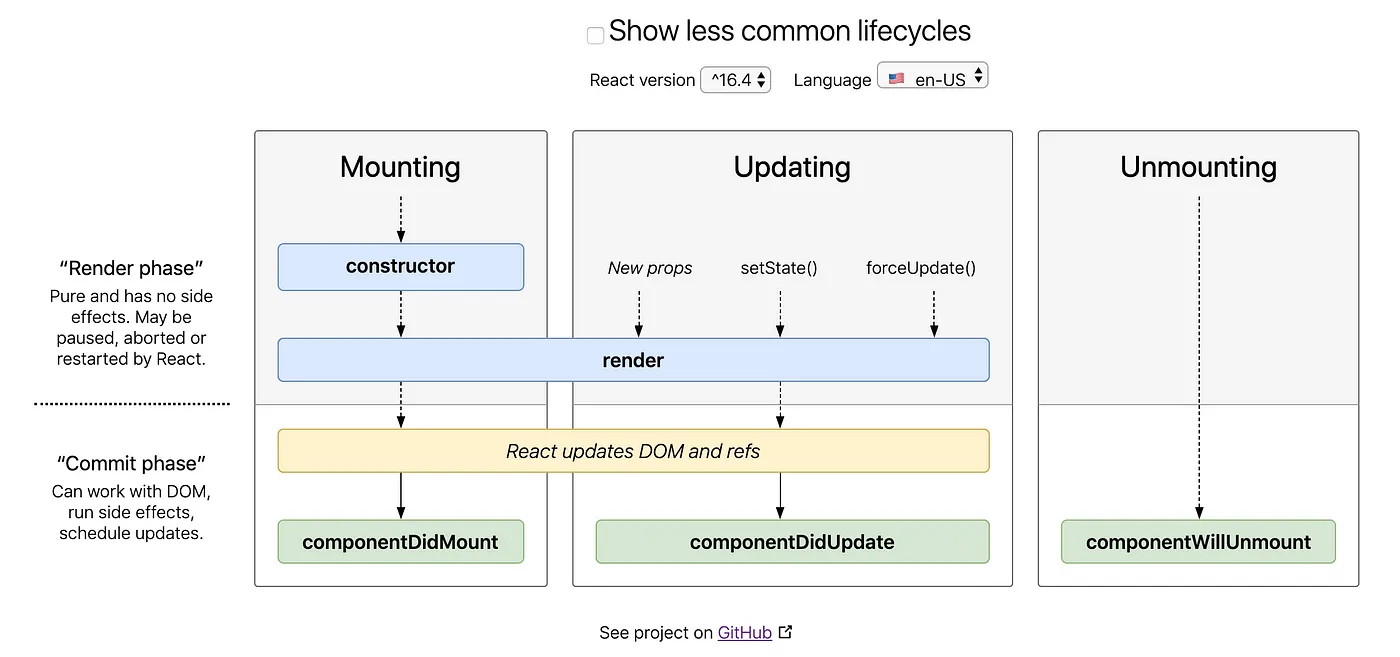 Show less common lifecycles
React version ^16.4 Language 🇺🇸 en-US
Mounting
Updating
Unmounting
“Render phase”
Pure and has no side
effects. May be
paused, aborted or
restarted by React.
constructor
New props
setState()
forceUpdate()
render
“Commit phase”
Can work with DOM,
run side effects,
schedule updates.
React updates DOM and refs
componentDidMount
componentDidUpdate
componentWillUnmount
See project on GitHub